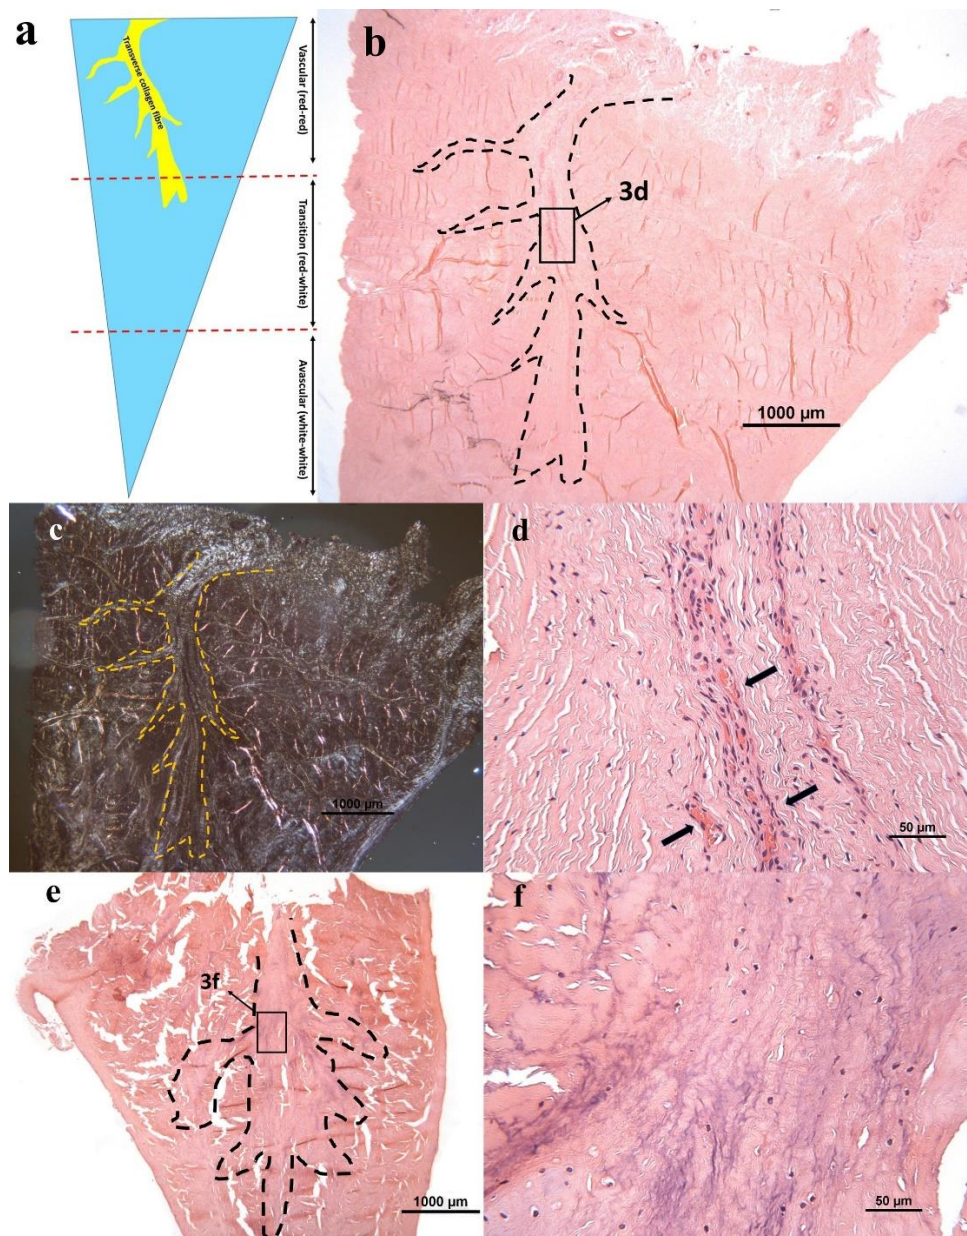 a
Transverse collagen fibre
Vascular (red-red)
Transition (red-white)
Avascular (white-white)
b
3d
1000 µm
c
1000 µm
d
50 µm
e
3f
1000 µm
f
50 µm